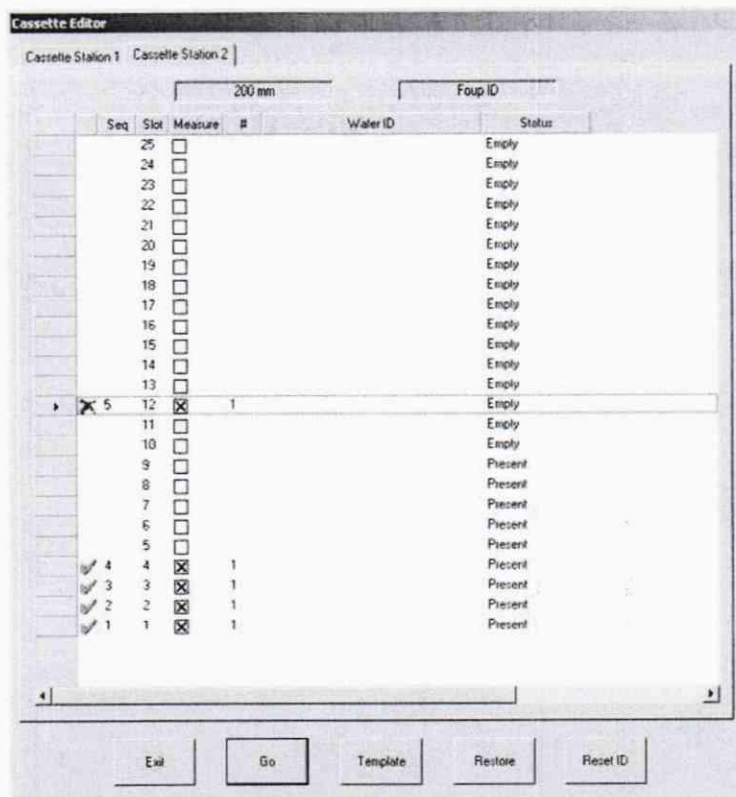 Cassette Editor
Cassette Station 1 Cassette Station 2
200 mm Foup ID
Seq Slot Measure # Wafer ID Status
25 Empty
24 Empty
23 Empty
22 Empty
21 Empty
20 Empty
19 Empty
18 Empty
17 Empty
16 Empty
15 Empty
14 Empty
13 Empty
5 12 1 Empty
11 Empty
10 Empty
9 Present
8 Present
7 Present
6 Present
5 Present
4 4 1 Present
3 3 1 Present
2 2 1 Present
1 1 1 Present
Exit Go Template Restore Reset ID